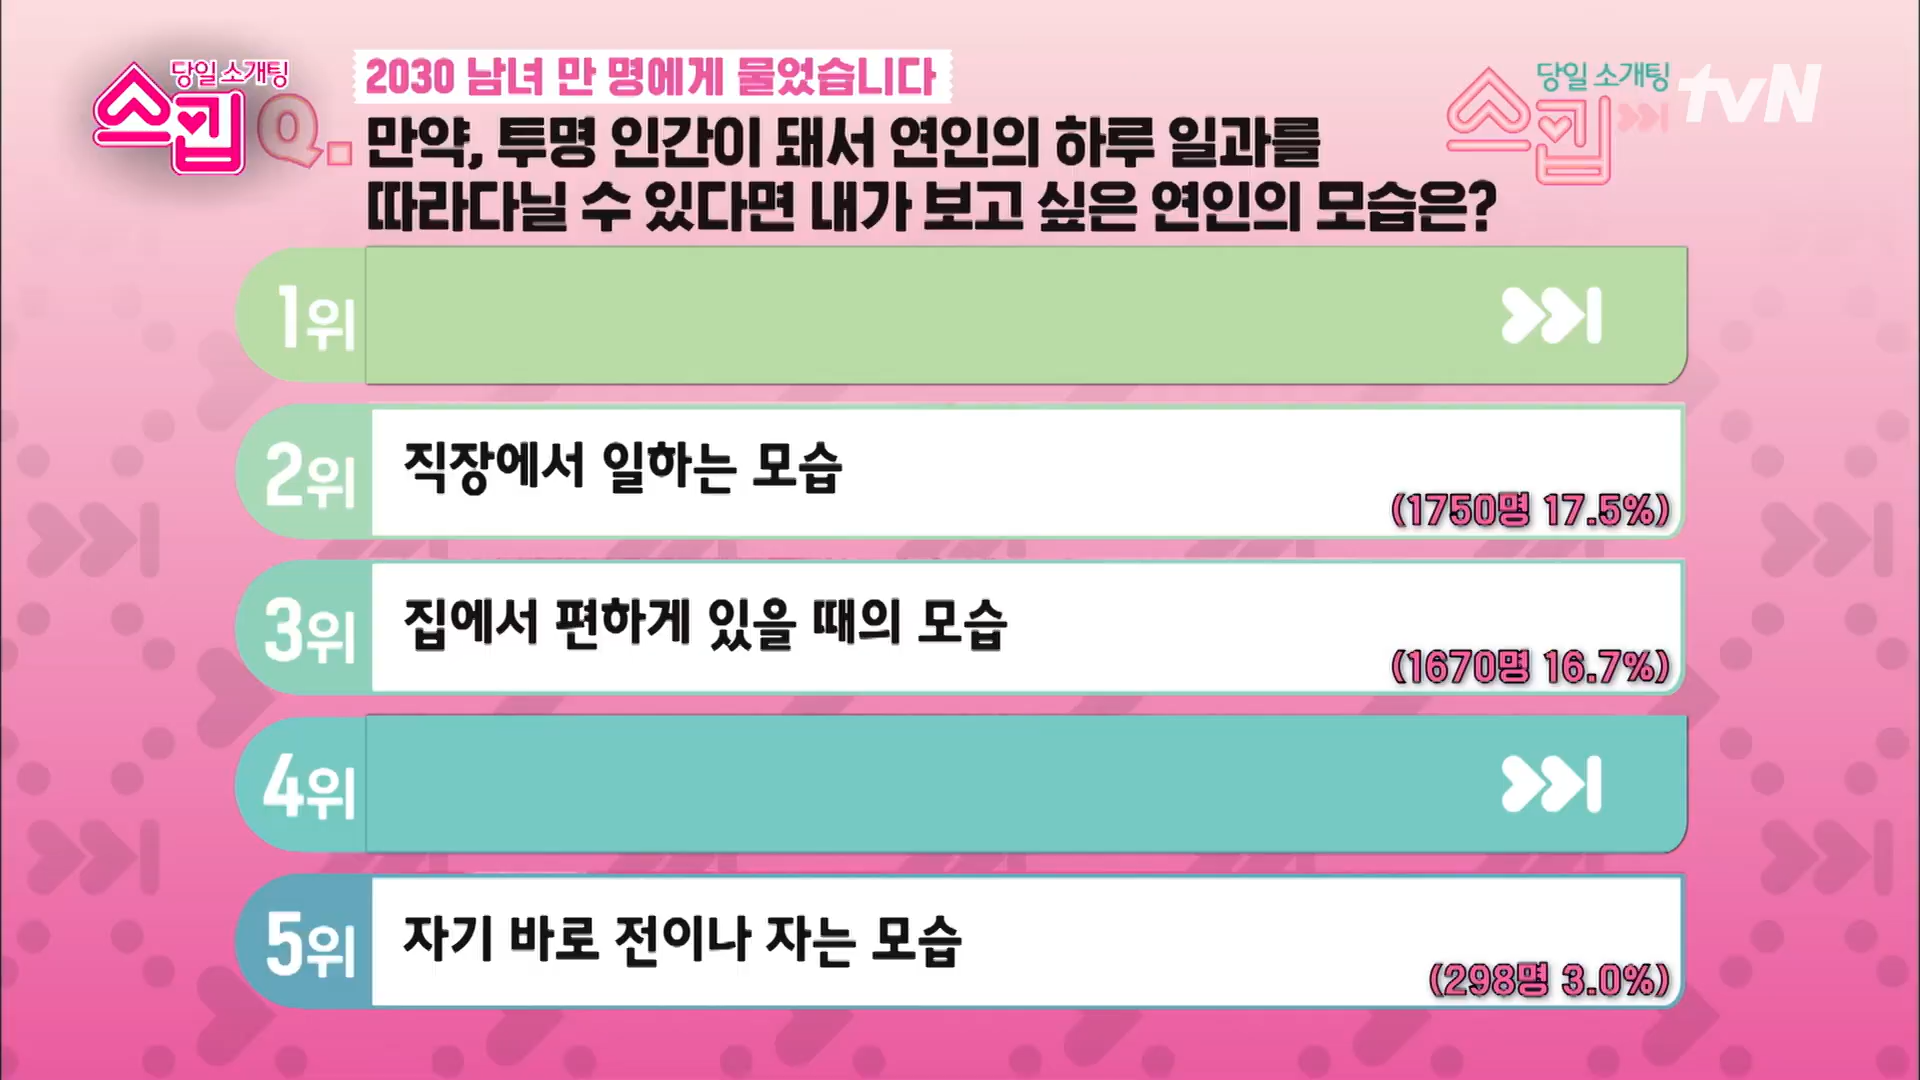 당일 소개팅
스킵
2030 남녀 만 명에게 물었습니다
당일 소개팅
스킵
tvN
Q. 만약, 투명 인간이 돼서 연인의 하루 일과를
따라다닐 수 있다면 내가 보고 싶은 연인의 모습은?
1위
2위 직장에서 일하는 모습
(1750명 17.5%)
3위 집에서 편하게 있을 때의 모습
(1670명 16.7%)
4위
5위 자기 바로 전이나 자는 모습
(298명 3.0%)